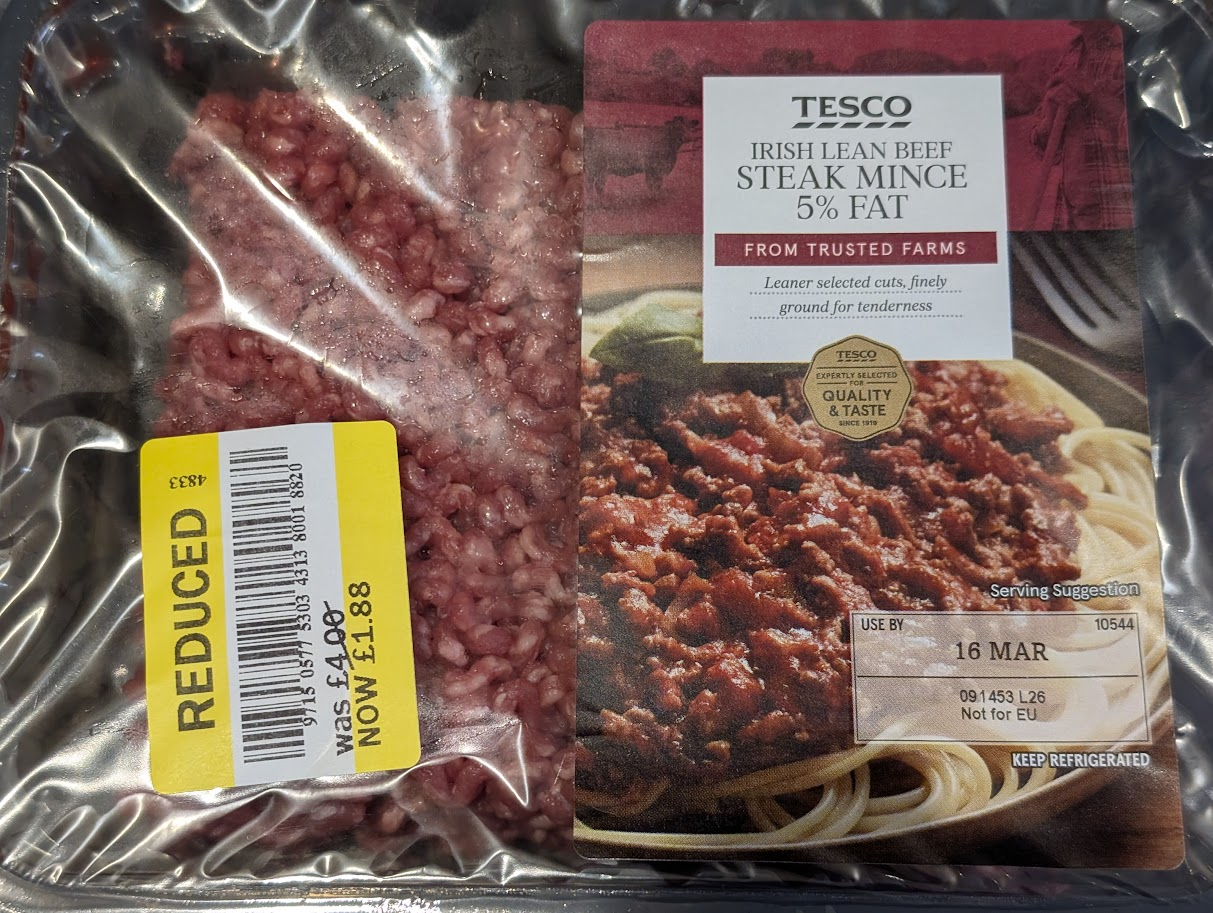 TESCO
IRISH LEAN BEEF
STEAK MINCE
5% FAT
FROM TRUSTED FARMS
Leaner selected cuts, finely
ground for tenderness
TESCO
EXPERTLY SELECTED
FOR
QUALITY
& TASTE
SINCE 1919
Serving Suggestion
USE BY 10544
16 MAR
09 1453 L26
Not for EU
KEEP REFRIGERATED
4833
REDUCED
9715 0577 5303 4313 8001 8820
was £4.00
NOW £1.88